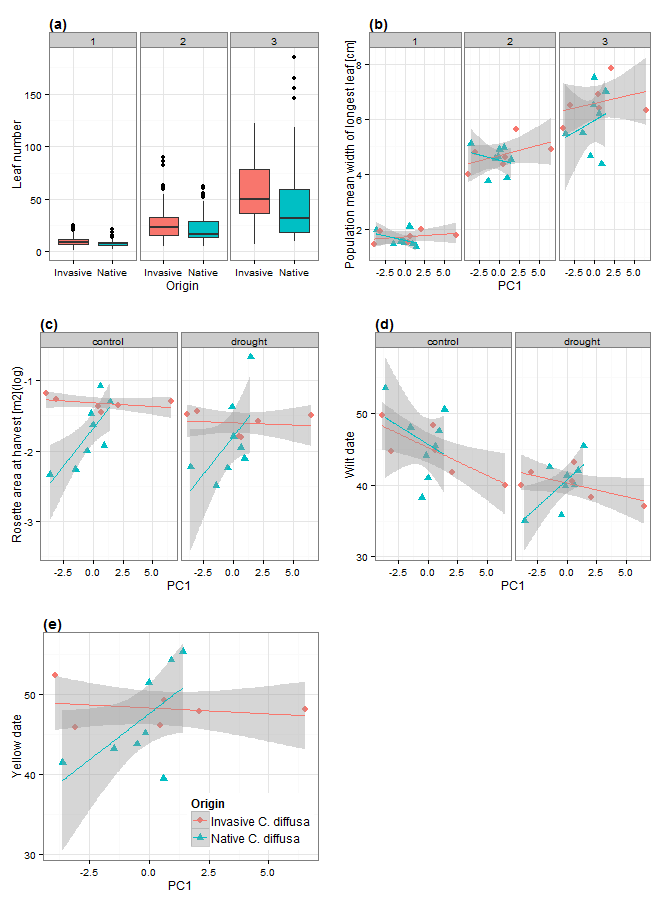 (a)
1 2 3
Leaf number
150
100
50
0
Invasive Native Invasive Native Invasive Native
Origin
(b)
1 2 3
Population mean width of longest leaf [cm]
8
6
4
2
-2.5 0.0 2.5 5.0 -2.5 0.0 2.5 5.0 -2.5 0.0 2.5 5.0
PC1
(c)
control drought
Rosette area at harvest [m2](log)
-1
-2
-3
-2.5 0.0 2.5 5.0 -2.5 0.0 2.5 5.0
PC1
(d)
control drought
Wilt date
50
40
30
-2.5 0.0 2.5 5.0 -2.5 0.0 2.5 5.0
PC1
(e)
Yellow date
50
40
30
-2.5 0.0 2.5 5.0
PC1
Origin
Invasive C. diffusa
Native C. diffusa